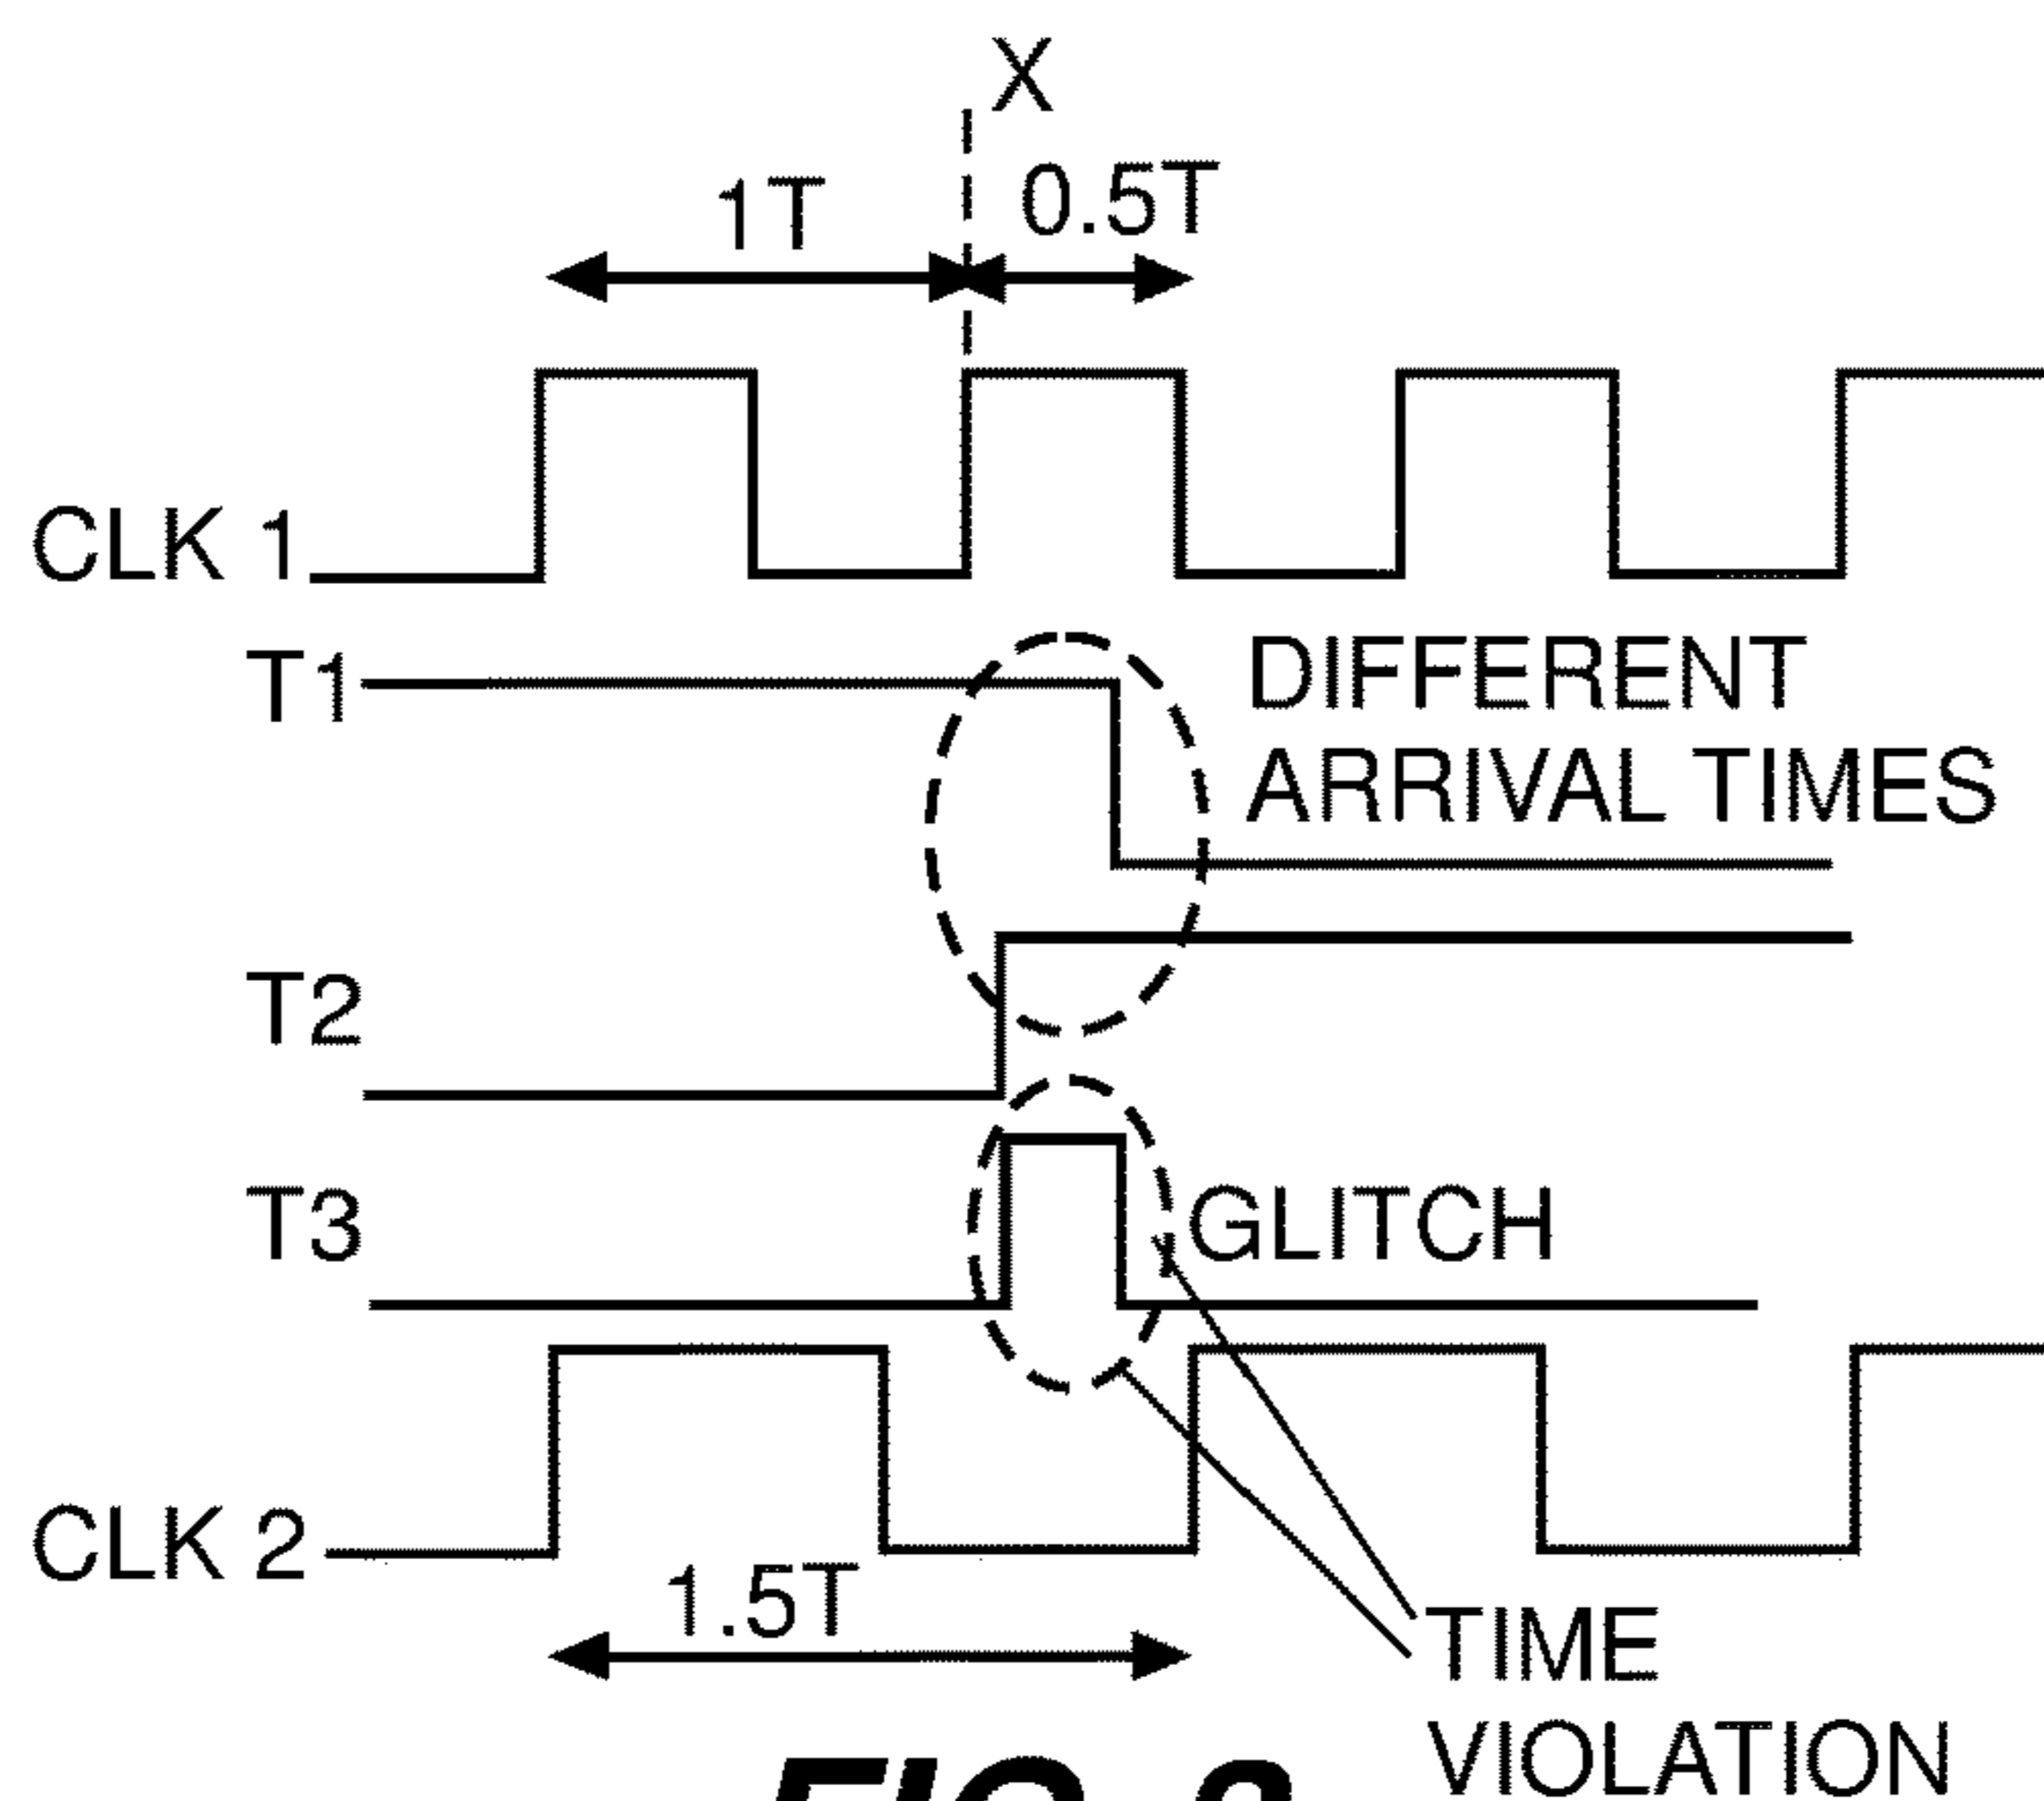 X
1T
0.5T
CLK 1
T1
DIFFERENT
ARRIVAL TIMES
T2
T3
GLITCH
CLK 2
1.5T
TIME
VIOLATION